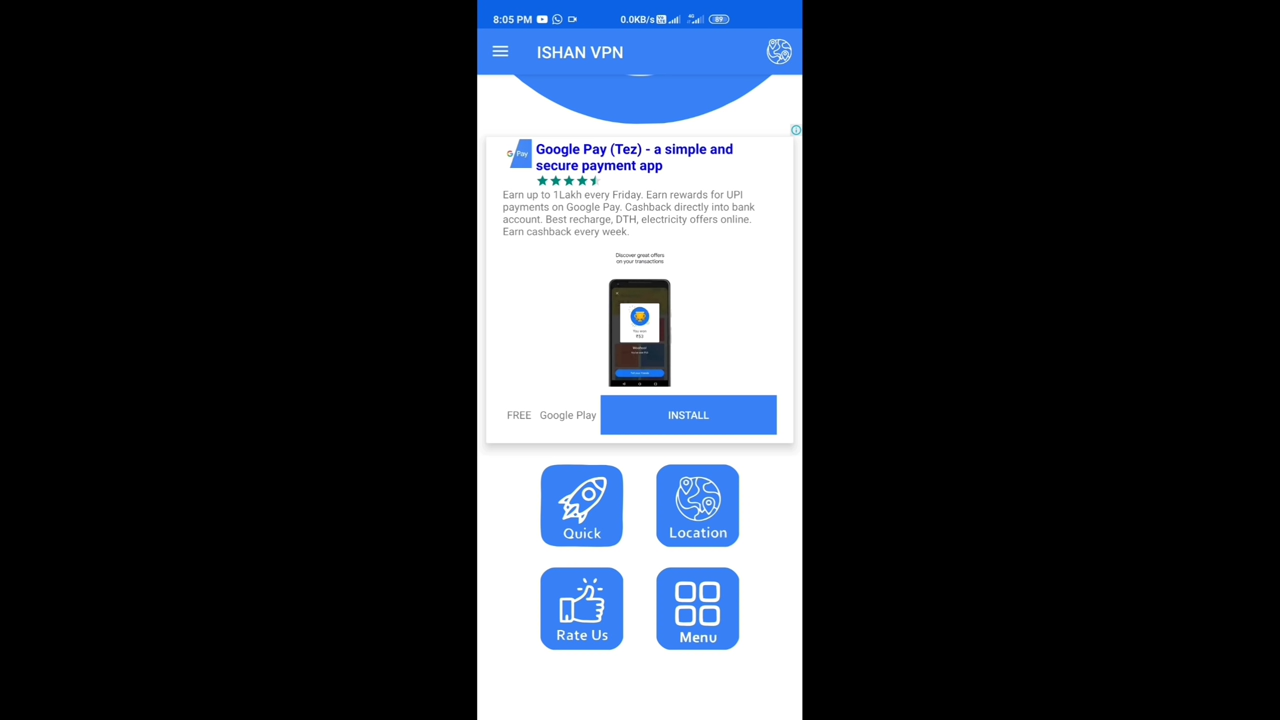 8:05 PM 0.0KB/s 4G 89
ISHAN VPN
G Pay
Google Pay (Tez) - a simple and
secure payment app
Earn up to 1Lakh every Friday. Earn rewards for UPI
payments on Google Pay. Cashback directly into bank
account. Best recharge, DTH, electricity offers online.
Earn cashback every week.
Discover great offers
on your transactions
FREE Google Play INSTALL
Quick Location
Rate Us Menu